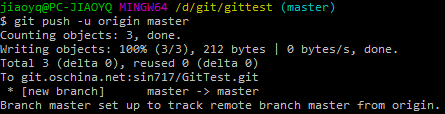 jiaoyq@PC-JIAOYQ MINGW64 /d/git/gittest (master)
$ git push -u origin master
Counting objects: 3, done.
Writing objects: 100% (3/3), 212 bytes | 0 bytes/s, done.
Total 3 (delta 0), reused 0 (delta 0)
To git.oschina.net:sin717/GitTest.git
 * [new branch]      master -> master
Branch master set up to track remote branch master from origin.